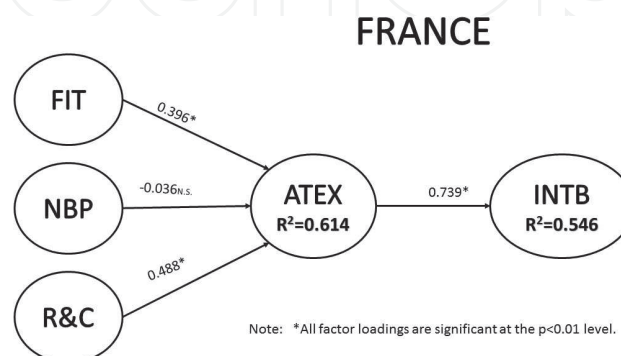 FRANCE
FIT
0.396*
NBP
-0.036N.S.
ATEX
R²=0.614
0.739*
INTB
R²=0.546
0.488*
R&C
Note: *All factor loadings are significant at the p<0.01 level.